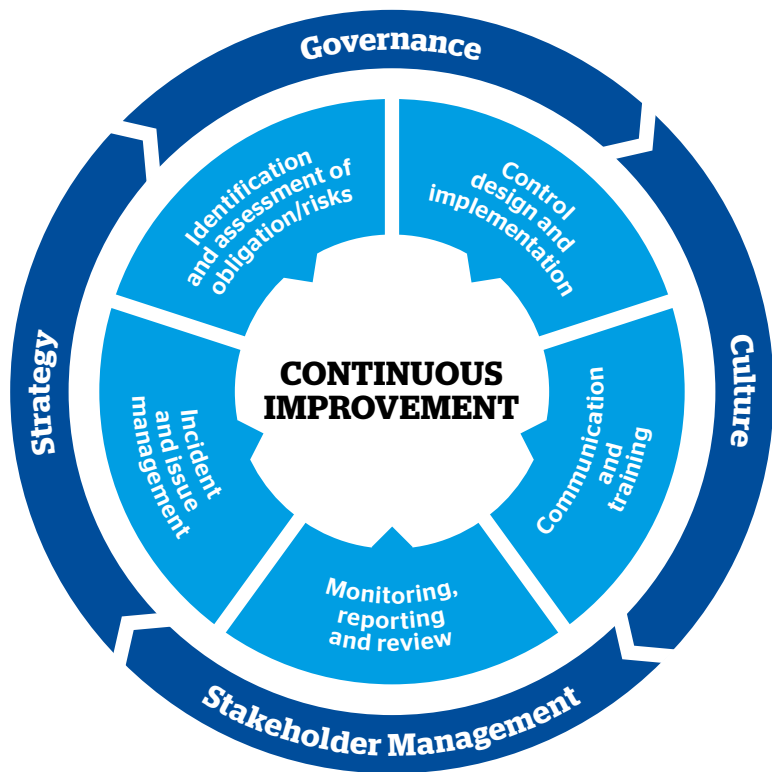 Governance
Identification
and assessment of
obligation/risks
Control
design and
implementation
Strategy
CONTINUOUS
IMPROVEMENT
Culture
Incident
and issue
management
Communication
and
training
Monitoring,
reporting
and review
Stakeholder Management